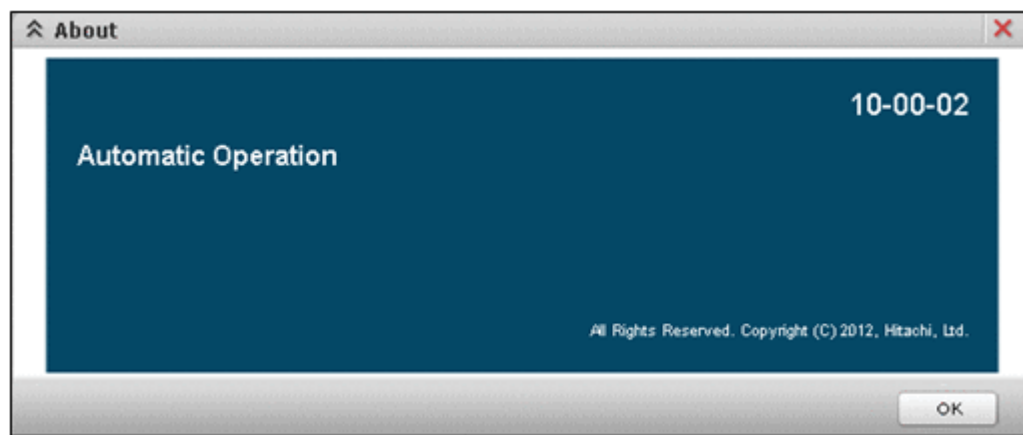 About
10-00-02
Automatic Operation
All Rights Reserved. Copyright (C) 2012, Hitachi, Ltd.
OK